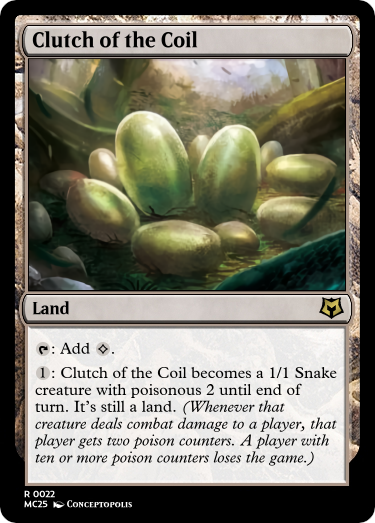 Clutch of the Coil
Land
: Add .
1: Clutch of the Coil becomes a 1/1 Snake
creature with poisonous 2 until end of
turn. It's still a land. (Whenever that
creature deals combat damage to a player, that
player gets two poison counters. A player with
ten or more poison counters loses the game.)
R 0022
MC25 Conceptopolis